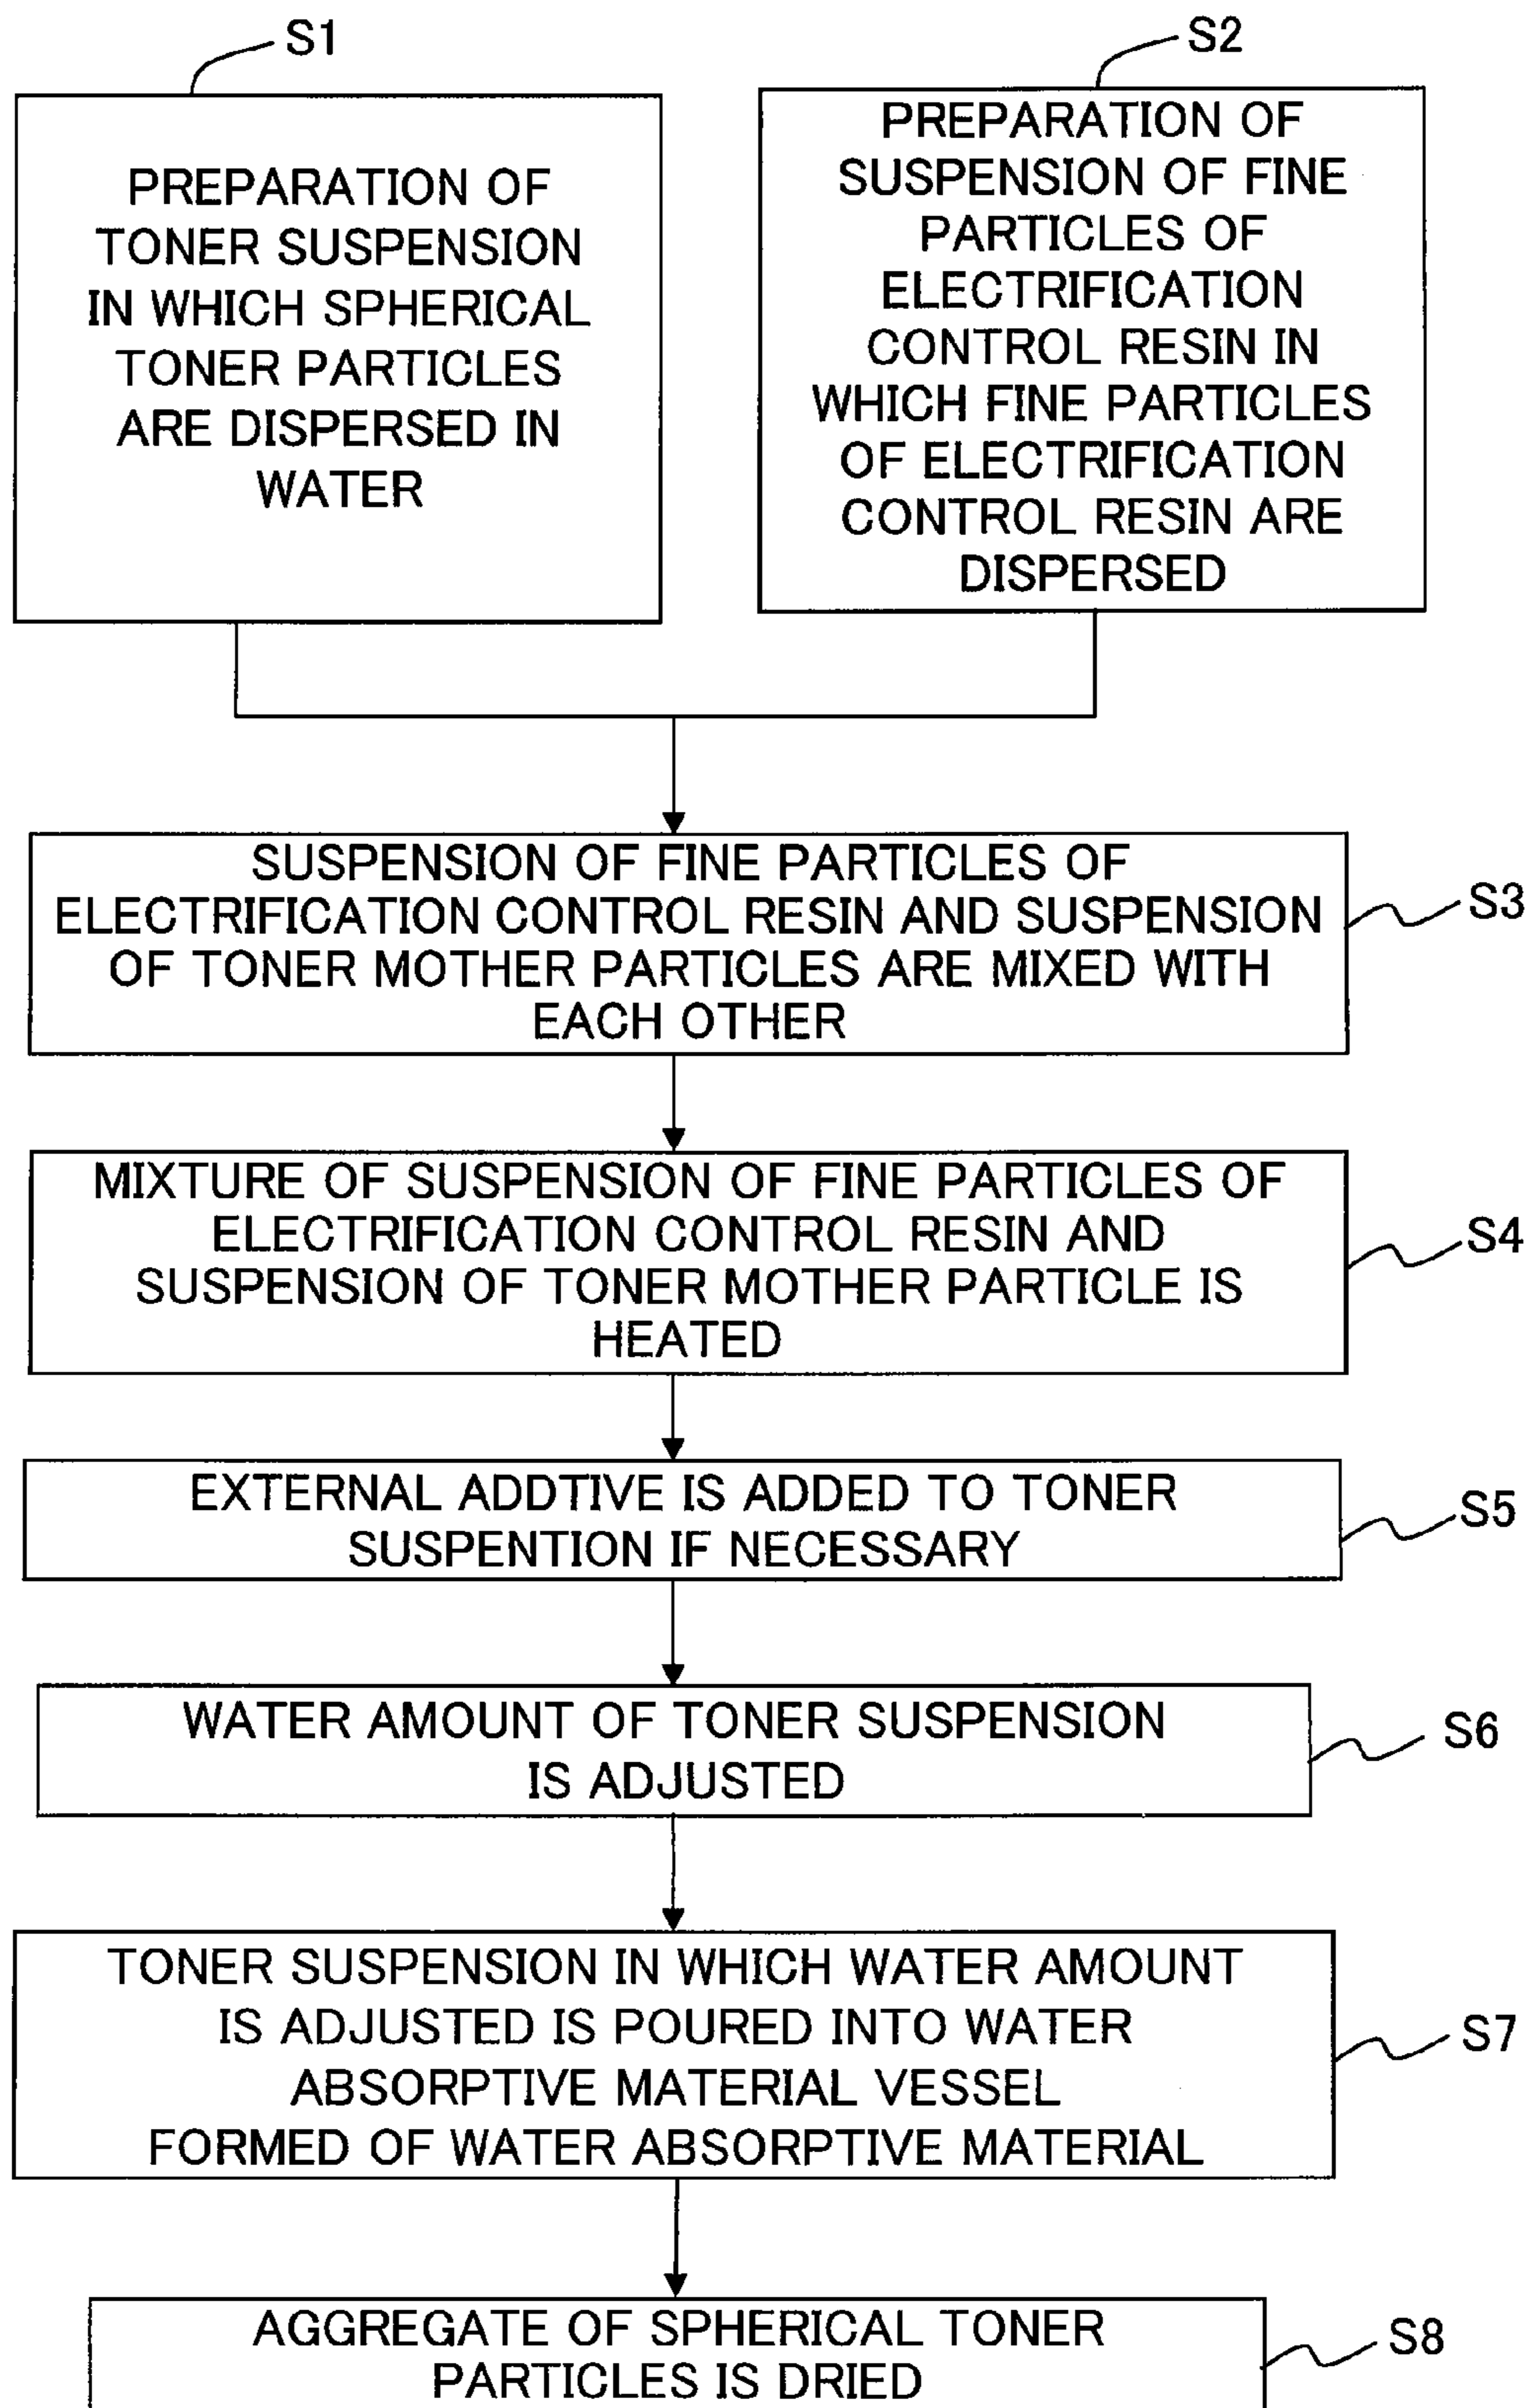 S1
PREPARATION OF
TONER SUSPENSION
IN WHICH SPHERICAL
TONER PARTICLES
ARE DISPERSED IN
WATER
S2
PREPARATION OF
SUSPENSION OF FINE
PARTICLES OF
ELECTRIFICATION
CONTROL RESIN IN
WHICH FINE PARTICLES
OF ELECTRIFICATION
CONTROL RESIN ARE
DISPERSED
SUSPENSION OF FINE PARTICLES OF
ELECTRIFICATION CONTROL RESIN AND SUSPENSION
OF TONER MOTHER PARTICLES ARE MIXED WITH
EACH OTHER
S3
MIXTURE OF SUSPENSION OF FINE PARTICLES OF
ELECTRIFICATION CONTROL RESIN AND
SUSPENSION OF TONER MOTHER PARTICLE IS
HEATED
S4
EXTERNAL ADDTIVE IS ADDED TO TONER
SUSPENTION IF NECESSARY
S5
WATER AMOUNT OF TONER SUSPENSION
IS ADJUSTED
S6
TONER SUSPENSION IN WHICH WATER AMOUNT
IS ADJUSTED IS POURED INTO WATER
ABSORPTIVE MATERIAL VESSEL
FORMED OF WATER ABSORPTIVE MATERIAL
S7
AGGREGATE OF SPHERICAL TONER
PARTICLES IS DRIED
S8